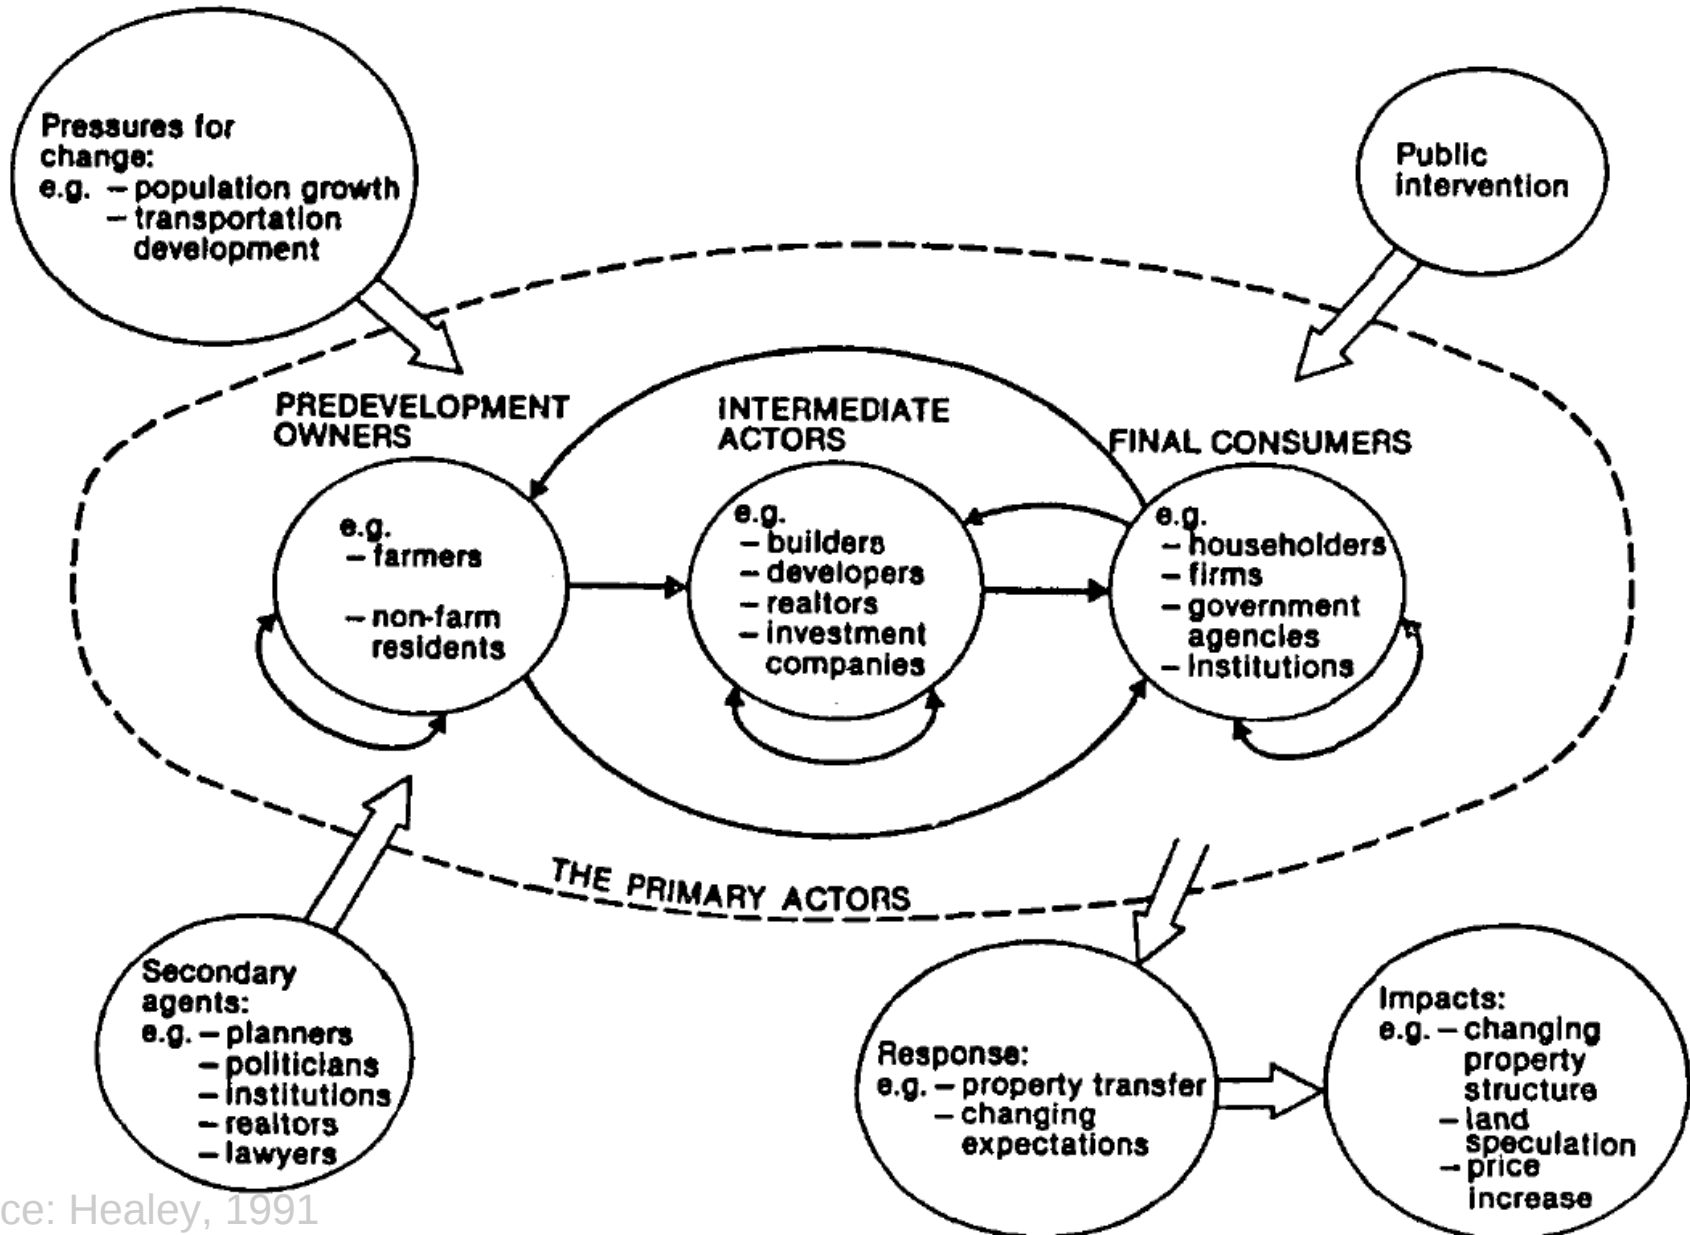 Pressures for
change:
e.g. – population growth
– transportation
development
Public
intervention
PREDEVELOPMENT
OWNERS
e.g.
– farmers
– non-farm
residents
INTERMEDIATE
ACTORS
e.g.
– builders
– developers
– realtors
– investment
companies
FINAL CONSUMERS
e.g.
– householders
– firms
– government
agencies
– Institutions
THE PRIMARY ACTORS
Secondary
agents:
e.g. – planners
– politicians
– institutions
– realtors
– lawyers
Response:
e.g. – property transfer
– changing
expectations
Impacts:
e.g. – changing
property
structure
– land
speculation
– price
increase
ce: Healey, 1991